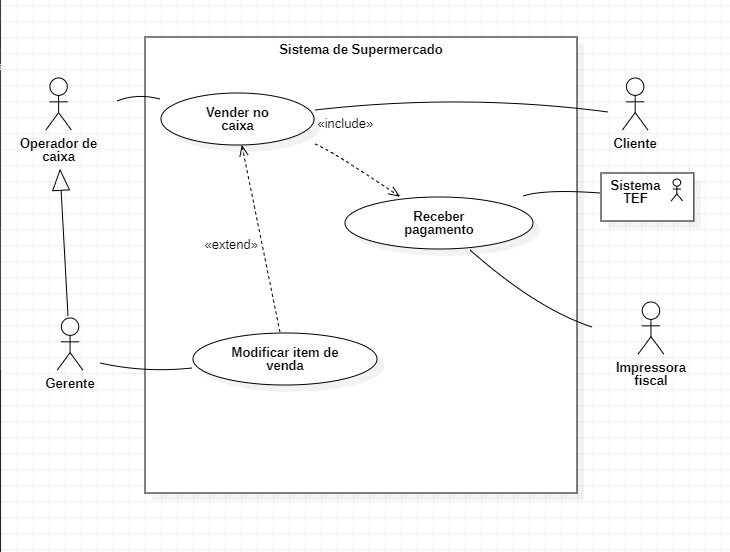 Sistema de Supermercado
Vender no
caixa
«include»
Operador de
caixa
Cliente
Sistema
TEF
Receber
pagamento
«extend»
Modificar item de
venda
Gerente
Impressora
fiscal